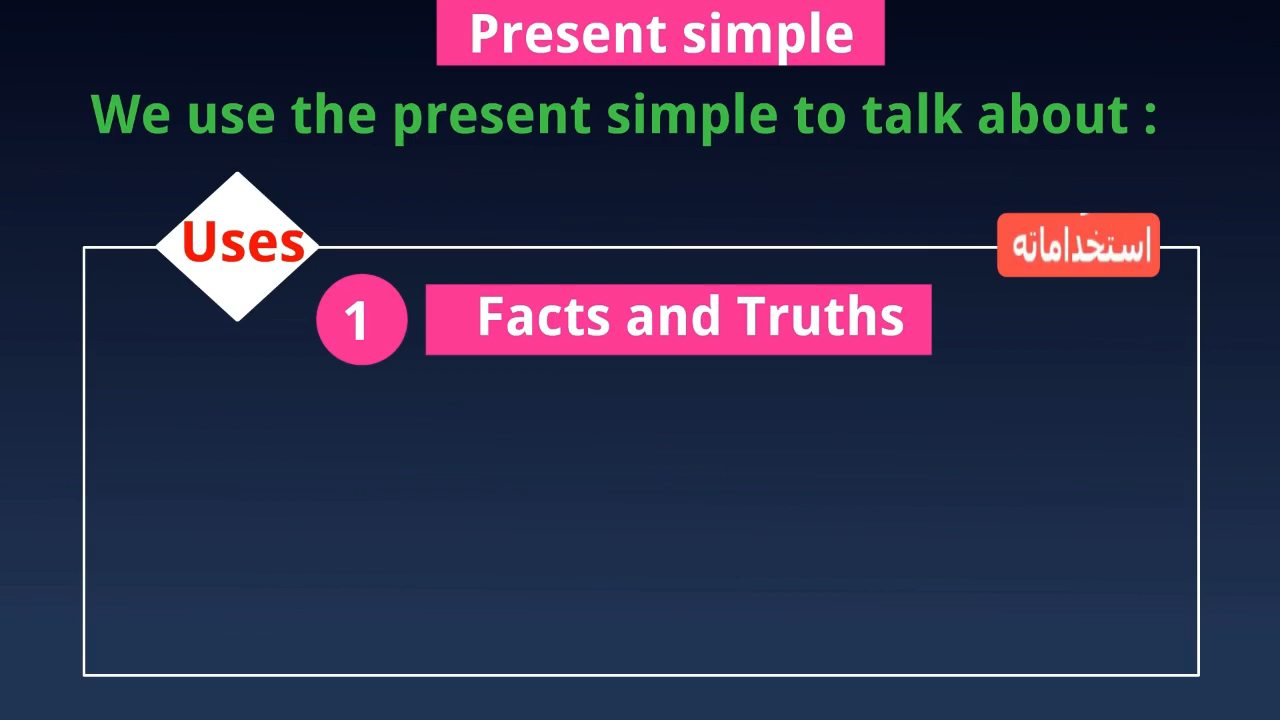 Present simple
We use the present simple to talk about :
Uses
استخداماته
1
Facts and Truths